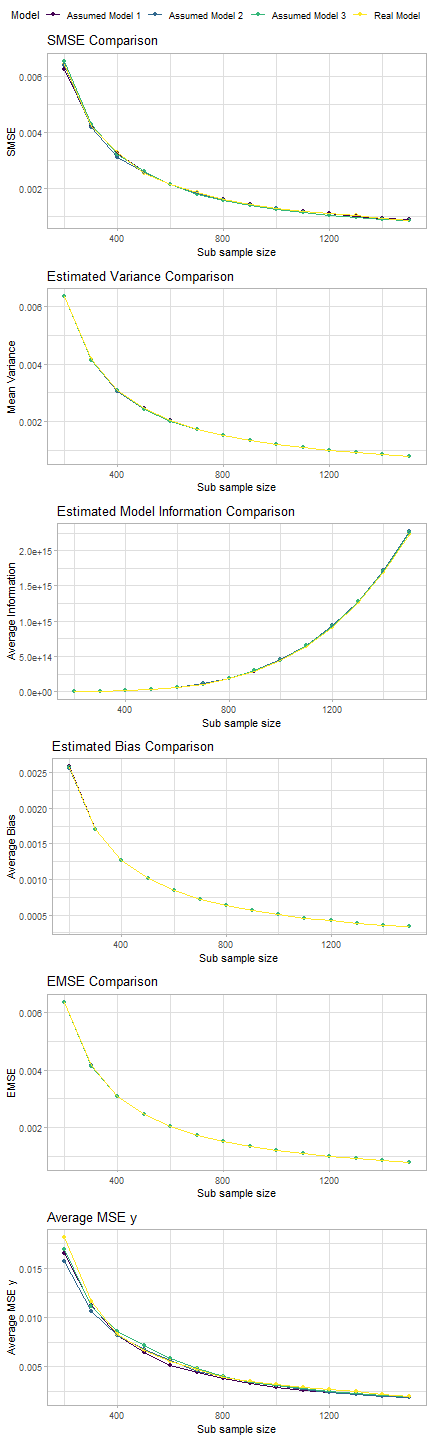 Model Assumed Model 1 Assumed Model 2 Assumed Model 3 Real Model
SMSE Comparison
0.006
0.004
0.002
SMSE
400 800 1200
Sub sample size
Estimated Variance Comparison
0.006
0.004
0.002
Mean Variance
400 800 1200
Sub sample size
Estimated Model Information Comparison
2.0e+15
1.5e+15
1.0e+15
5.0e+14
0.0e+00
Average Information
400 800 1200
Sub sample size
Estimated Bias Comparison
0.0025
0.0020
0.0015
0.0010
0.0005
Average Bias
400 800 1200
Sub sample size
EMSE Comparison
0.006
0.004
0.002
EMSE
400 800 1200
Sub sample size
Average MSE y
0.015
0.010
0.005
Average MSE y
400 800 1200
Sub sample size